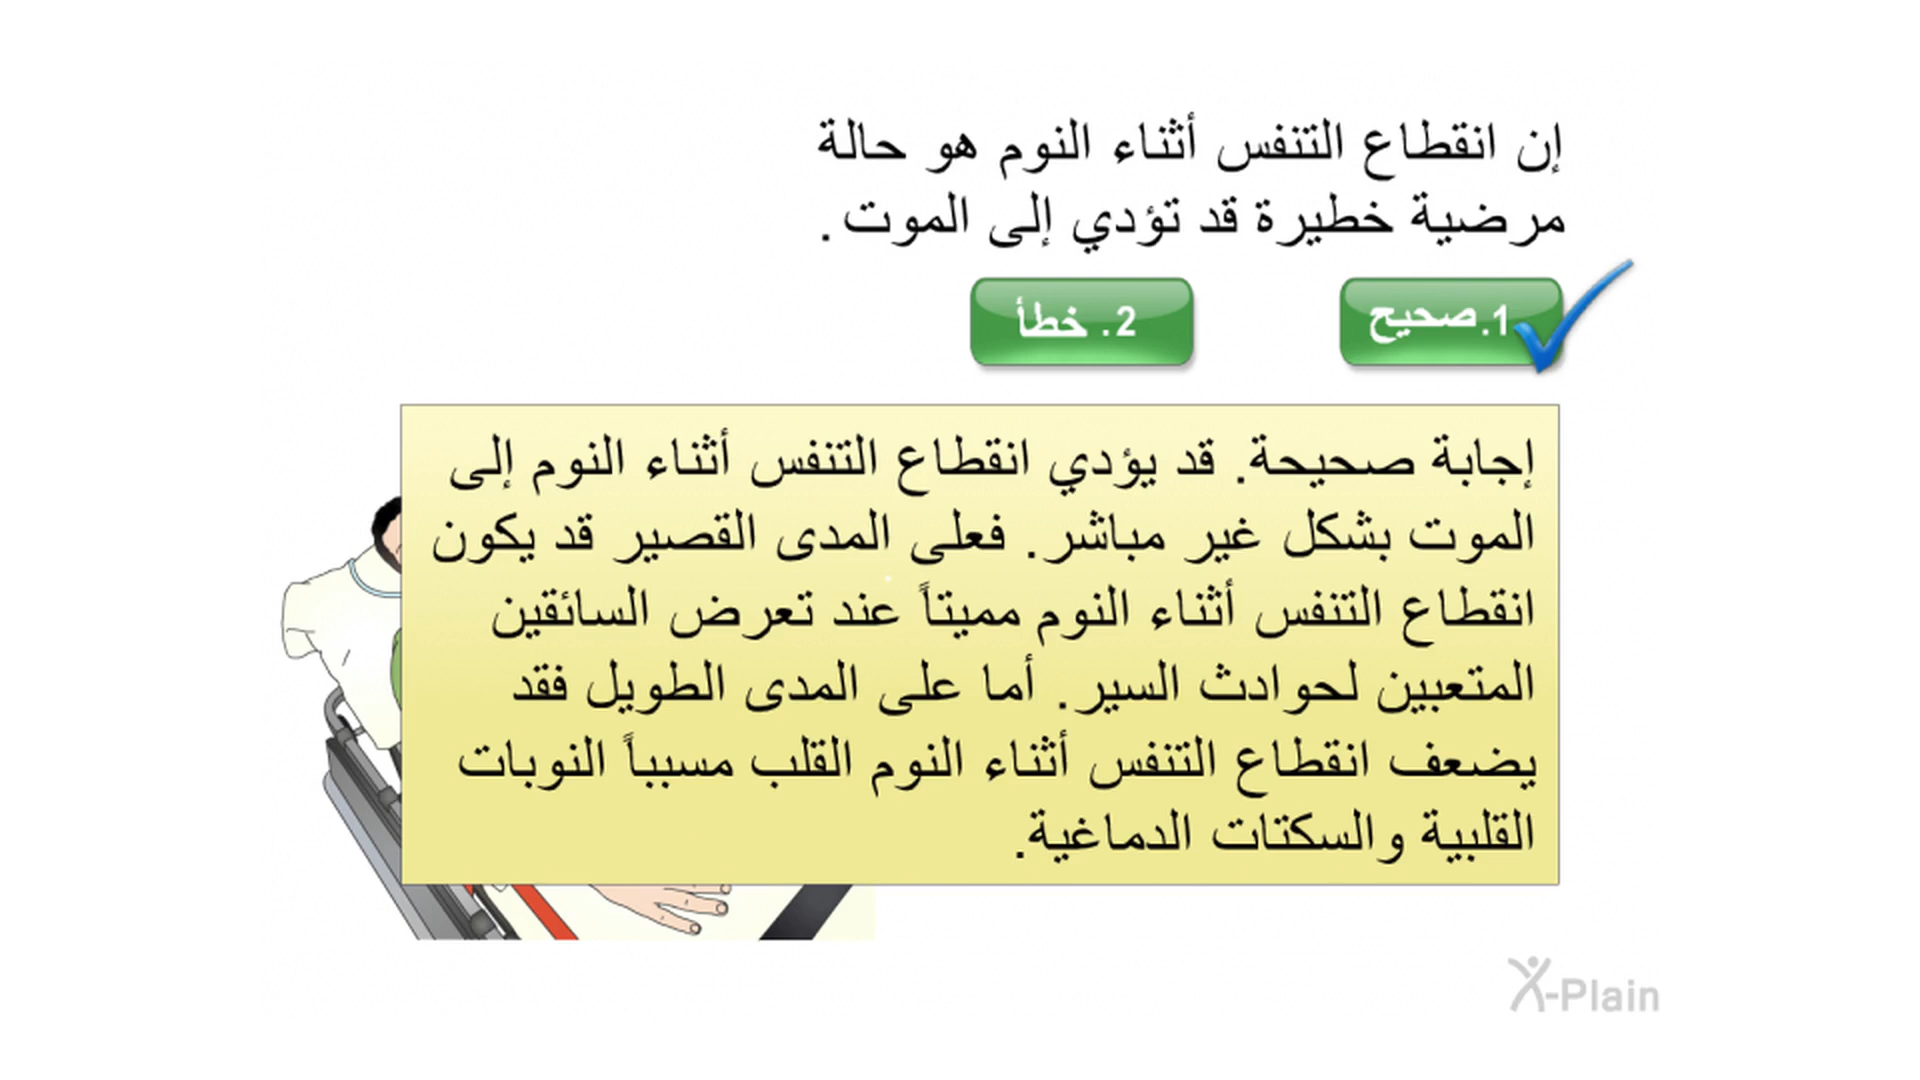 إن انقطاع التنفس أثناء النوم هو حالة
مرضية خطيرة قد تؤدي إلى الموت.
1. صحيح
2. خطأ
إجابة صحيحة. قد يؤدي انقطاع التنفس أثناء النوم إلى
الموت بشكل غير مباشر. فعلى المدى القصير قد يكون
انقطاع التنفس أثناء النوم مميتاً عند تعرض السائقين
المتعبين لحوادث السير. أما على المدى الطويل فقد
يضعف انقطاع التنفس أثناء النوم القلب مسبباً النوبات
القلبية والسكتات الدماغية.
X-Plain